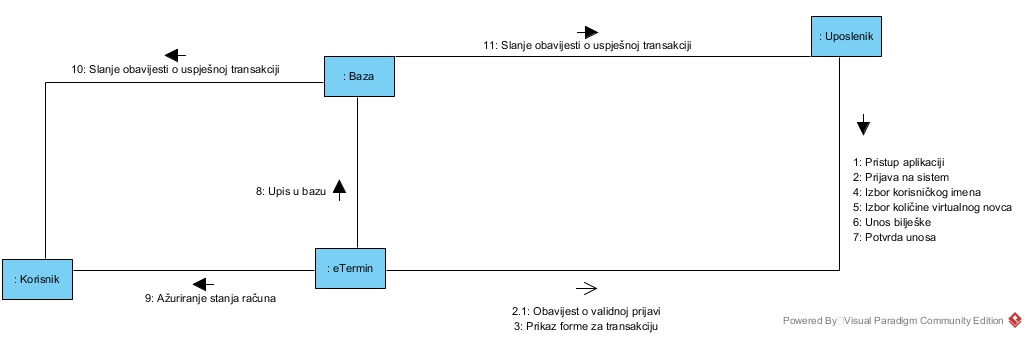 : Uposlenik
11: Slanje obavijesti o uspješnoj transakciji
10: Slanje obavijesti o uspješnoj transakciji
: Baza
1: Pristup aplikaciji
2: Prijava na sistem
4: Izbor korisničkog imena
5: Izbor količine virtualnog novca
6: Unos bilješke
7: Potvrda unosa
8: Upis u bazu
: Korisnik
: eTermin
9: Ažuriranje stanja računa
2.1: Obavijest o validnoj prijavi
3: Prikaz forme za transakciju
Powered By Visual Paradigm Community Edition